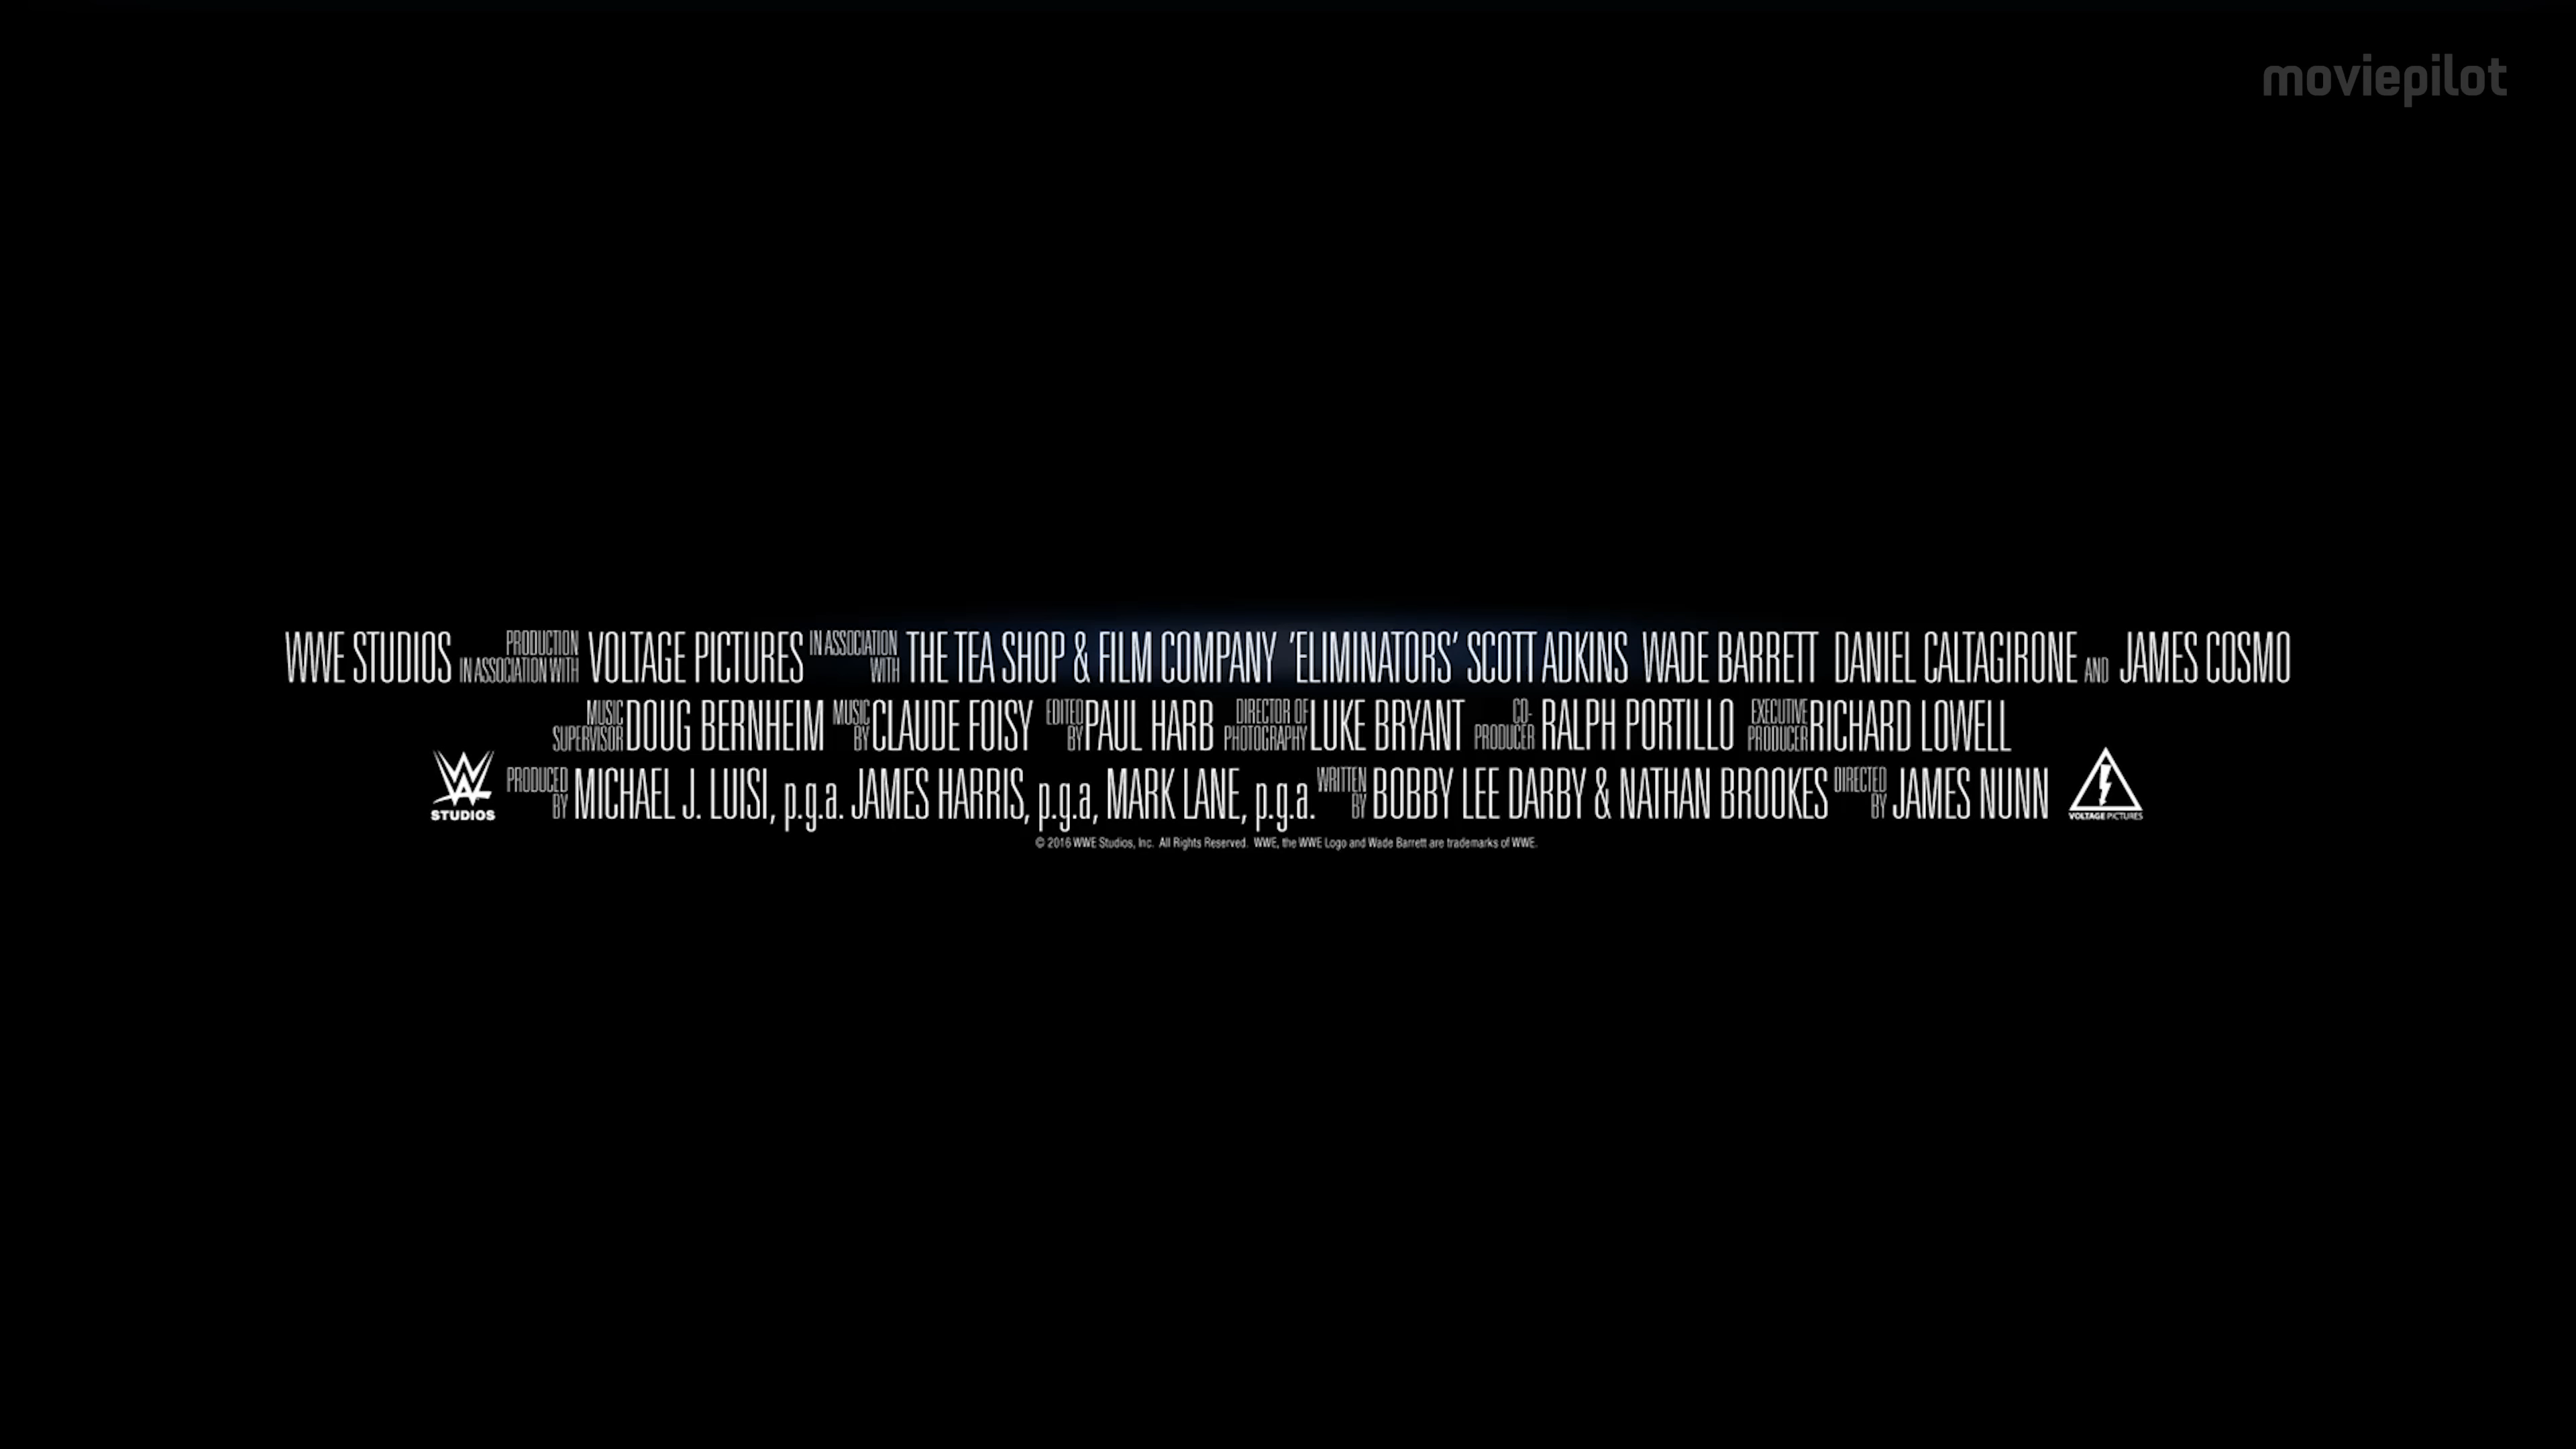 moviepilot
WWE STUDIOS PRODUCTION IN ASSOCIATION WITH VOLTAGE PICTURES IN ASSOCIATION WITH THE TEA SHOP & FILM COMPANY 'ELIMINATORS' SCOTT ADKINS WADE BARRETT DANIEL CALTAGIRONE AND JAMES COSMO
MUSIC SUPERVISOR DOUG BERNHEIM MUSIC BY CLAUDE FOISY EDITED BY PAUL HARB DIRECTOR OF PHOTOGRAPHY LUKE BRYANT CO-PRODUCER RALPH PORTILLO EXECUTIVE PRODUCER RICHARD LOWELL
W STUDIOS PRODUCED BY MICHAEL J. LUISI, p.g.a. JAMES HARRIS, p.g.a, MARK LANE, p.g.a. WRITTEN BY BOBBY LEE DARBY & NATHAN BROOKES DIRECTED BY JAMES NUNN VOLTAGE PICTURES
© 2016 WWE Studios, Inc. All Rights Reserved. WWE, the WWE Logo and Wade Barrett are trademarks of WWE.